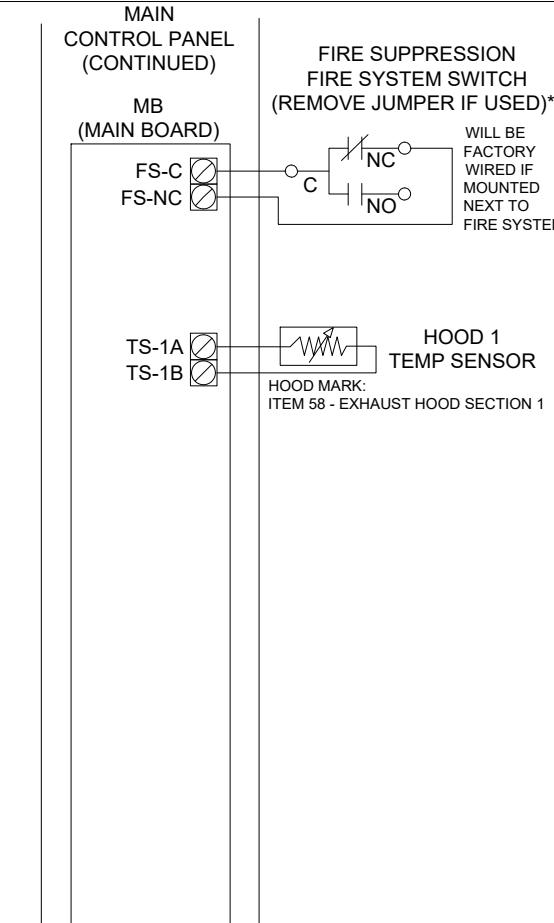 MAIN
CONTROL PANEL
(CONTINUED)
MB
(MAIN BOARD)
FIRE SUPPRESSION
FIRE SYSTEM SWITCH
(REMOVE JUMPER IF USED)*
FS-C
FS-NC
C
NC
NO
WILL BE
FACTORY
WIRED IF
MOUNTED
NEXT TO
FIRE SYSTEM
TS-1A
TS-1B
HOOD 1
TEMP SENSOR
HOOD MARK:
ITEM 58 - EXHAUST HOOD SECTION 1